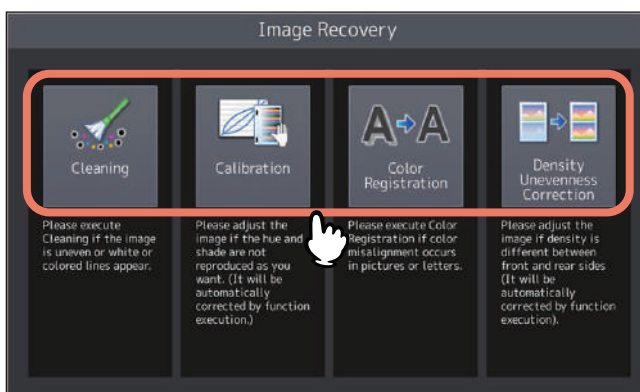 Image Recovery
Cleaning
Please execute
Cleaning if the image
is uneven or white or
colored lines appear.
Calibration
Please adjust the
image if the hue and
shade are not
reproduced as you
want. (It will be
automatically
corrected by function
execution.)
A A
Color
Registration
Please execute Color
Registration if color
misalignment occurs
in pictures or letters.
Density
Unevenness
Correction
Please adjust the
image if density is
different between
front and rear sides
(It will be
automatically
corrected by function
execution).